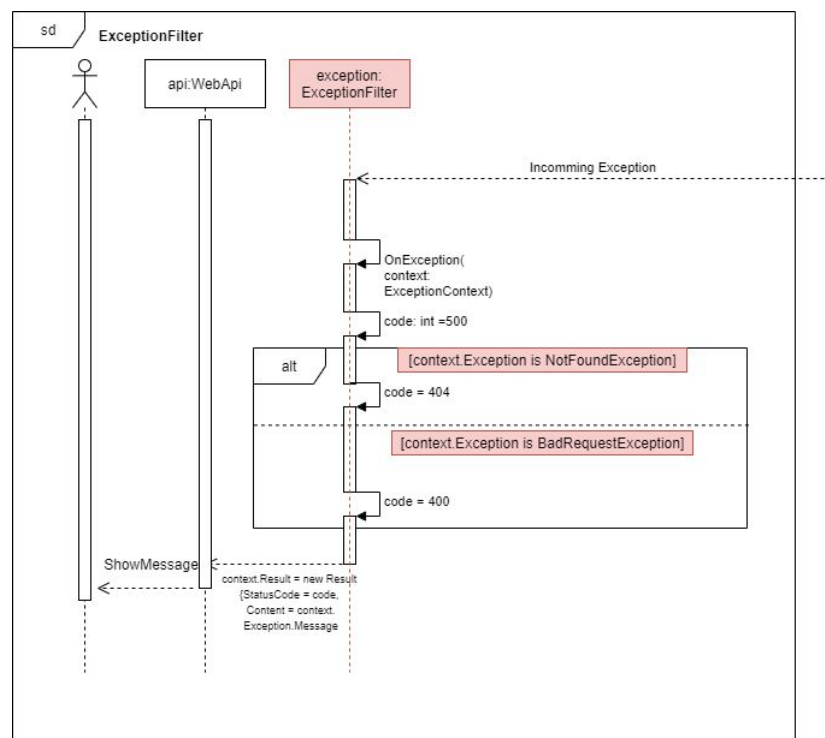 sd
ExceptionFilter
api:WebApi
exception:
ExceptionFilter
Incomming Exception
OnException(
context:
ExceptionContext)
code: int =500
alt
[context.Exception is NotFoundException]
code = 404
[context.Exception is BadRequestException]
code = 400
ShowMessage
context.Result = new Result
{StatusCode = code,
Content = context.
Exception.Message